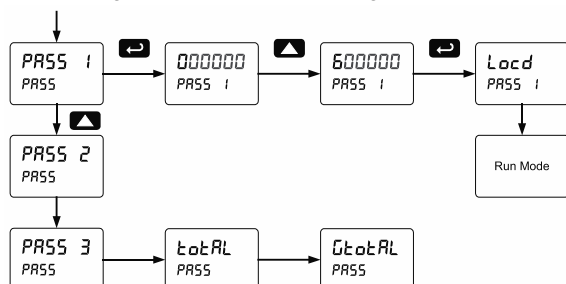 PASS 1
PASS
000000
PASS 1
600000
PASS 1
Locd
PASS 1
PASS 2
PASS
Run Mode
PASS 3
PASS
totAL
PASS
GtotAL
PASS